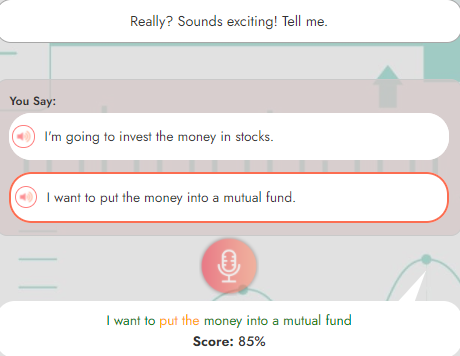 Really? Sounds exciting! Tell me.
You Say:
I'm going to invest the money in stocks.
I want to put the money into a mutual fund.
I want to put the money into a mutual fund
Score: 85%